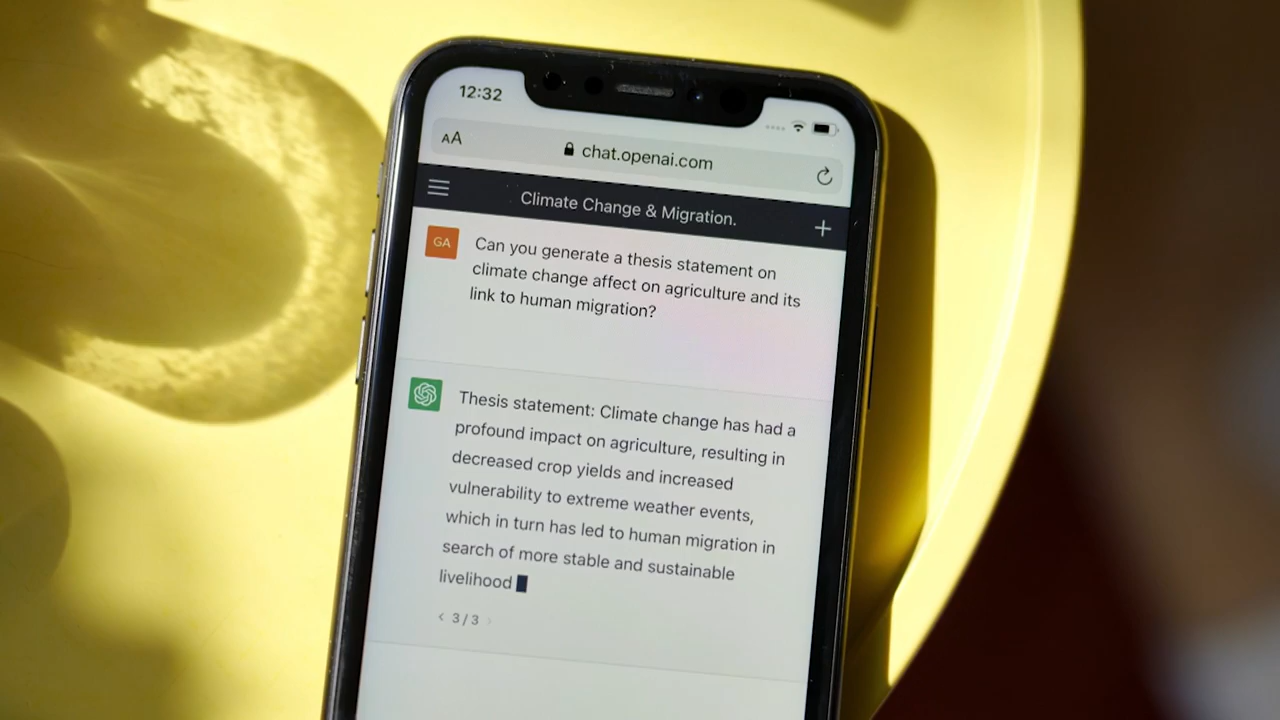 12:32
AA
chat.openai.com
Climate Change & Migration.
+
GA
Can you generate a thesis statement on
climate change affect on agriculture and its
link to human migration?
Thesis statement: Climate change has had a
profound impact on agriculture, resulting in
decreased crop yields and increased
vulnerability to extreme weather events,
which in turn has led to human migration in
search of more stable and sustainable
livelihood
< 3 / 3 >